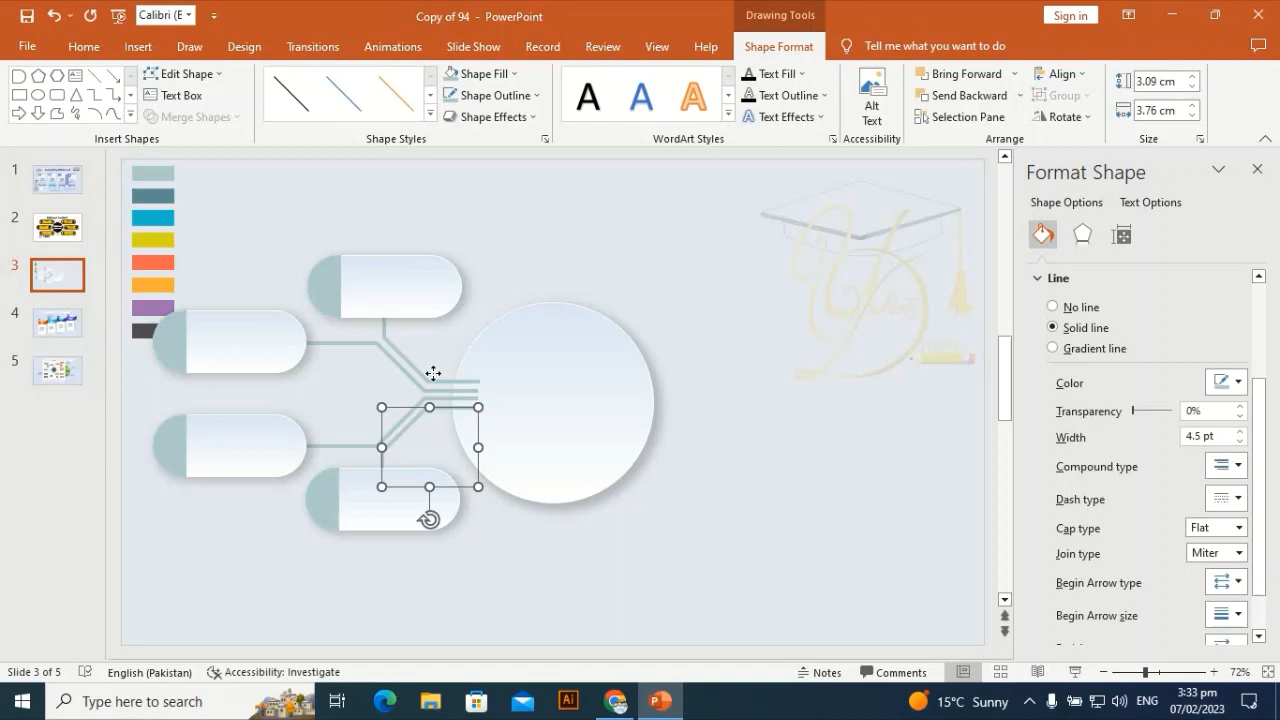 Calibri (E
Copy of 94 - PowerPoint
Drawing Tools
Sign in
File
Home
Insert
Draw
Design
Transitions
Animations
Slide Show
Record
Review
View
Help
Shape Format
Tell me what you want to do
Edit Shape
Text Box
Merge Shapes
Insert Shapes
Shape Fill
Shape Outline
Shape Effects
Shape Styles
A A A
Text Fill
Text Outline
Text Effects
WordArt Styles
Alt
Text
Accessibility
Bring Forward
Send Backward
Selection Pane
Align
Group
Rotate
Arrange
3.09 cm
3.76 cm
Size
1
2
3
4
5
Format Shape
Shape Options
Text Options
Line
No line
Solid line
Gradient line
Color
Transparency
0%
Width
4.5 pt
Compound type
Dash type
Cap type
Flat
Join type
Miter
Begin Arrow type
Begin Arrow size
Slide 3 of 5
English (Pakistan)
Accessibility: Investigate
Notes
Comments
72%
Type here to search
15°C Sunny
ENG
3:33 pm
07/02/2023